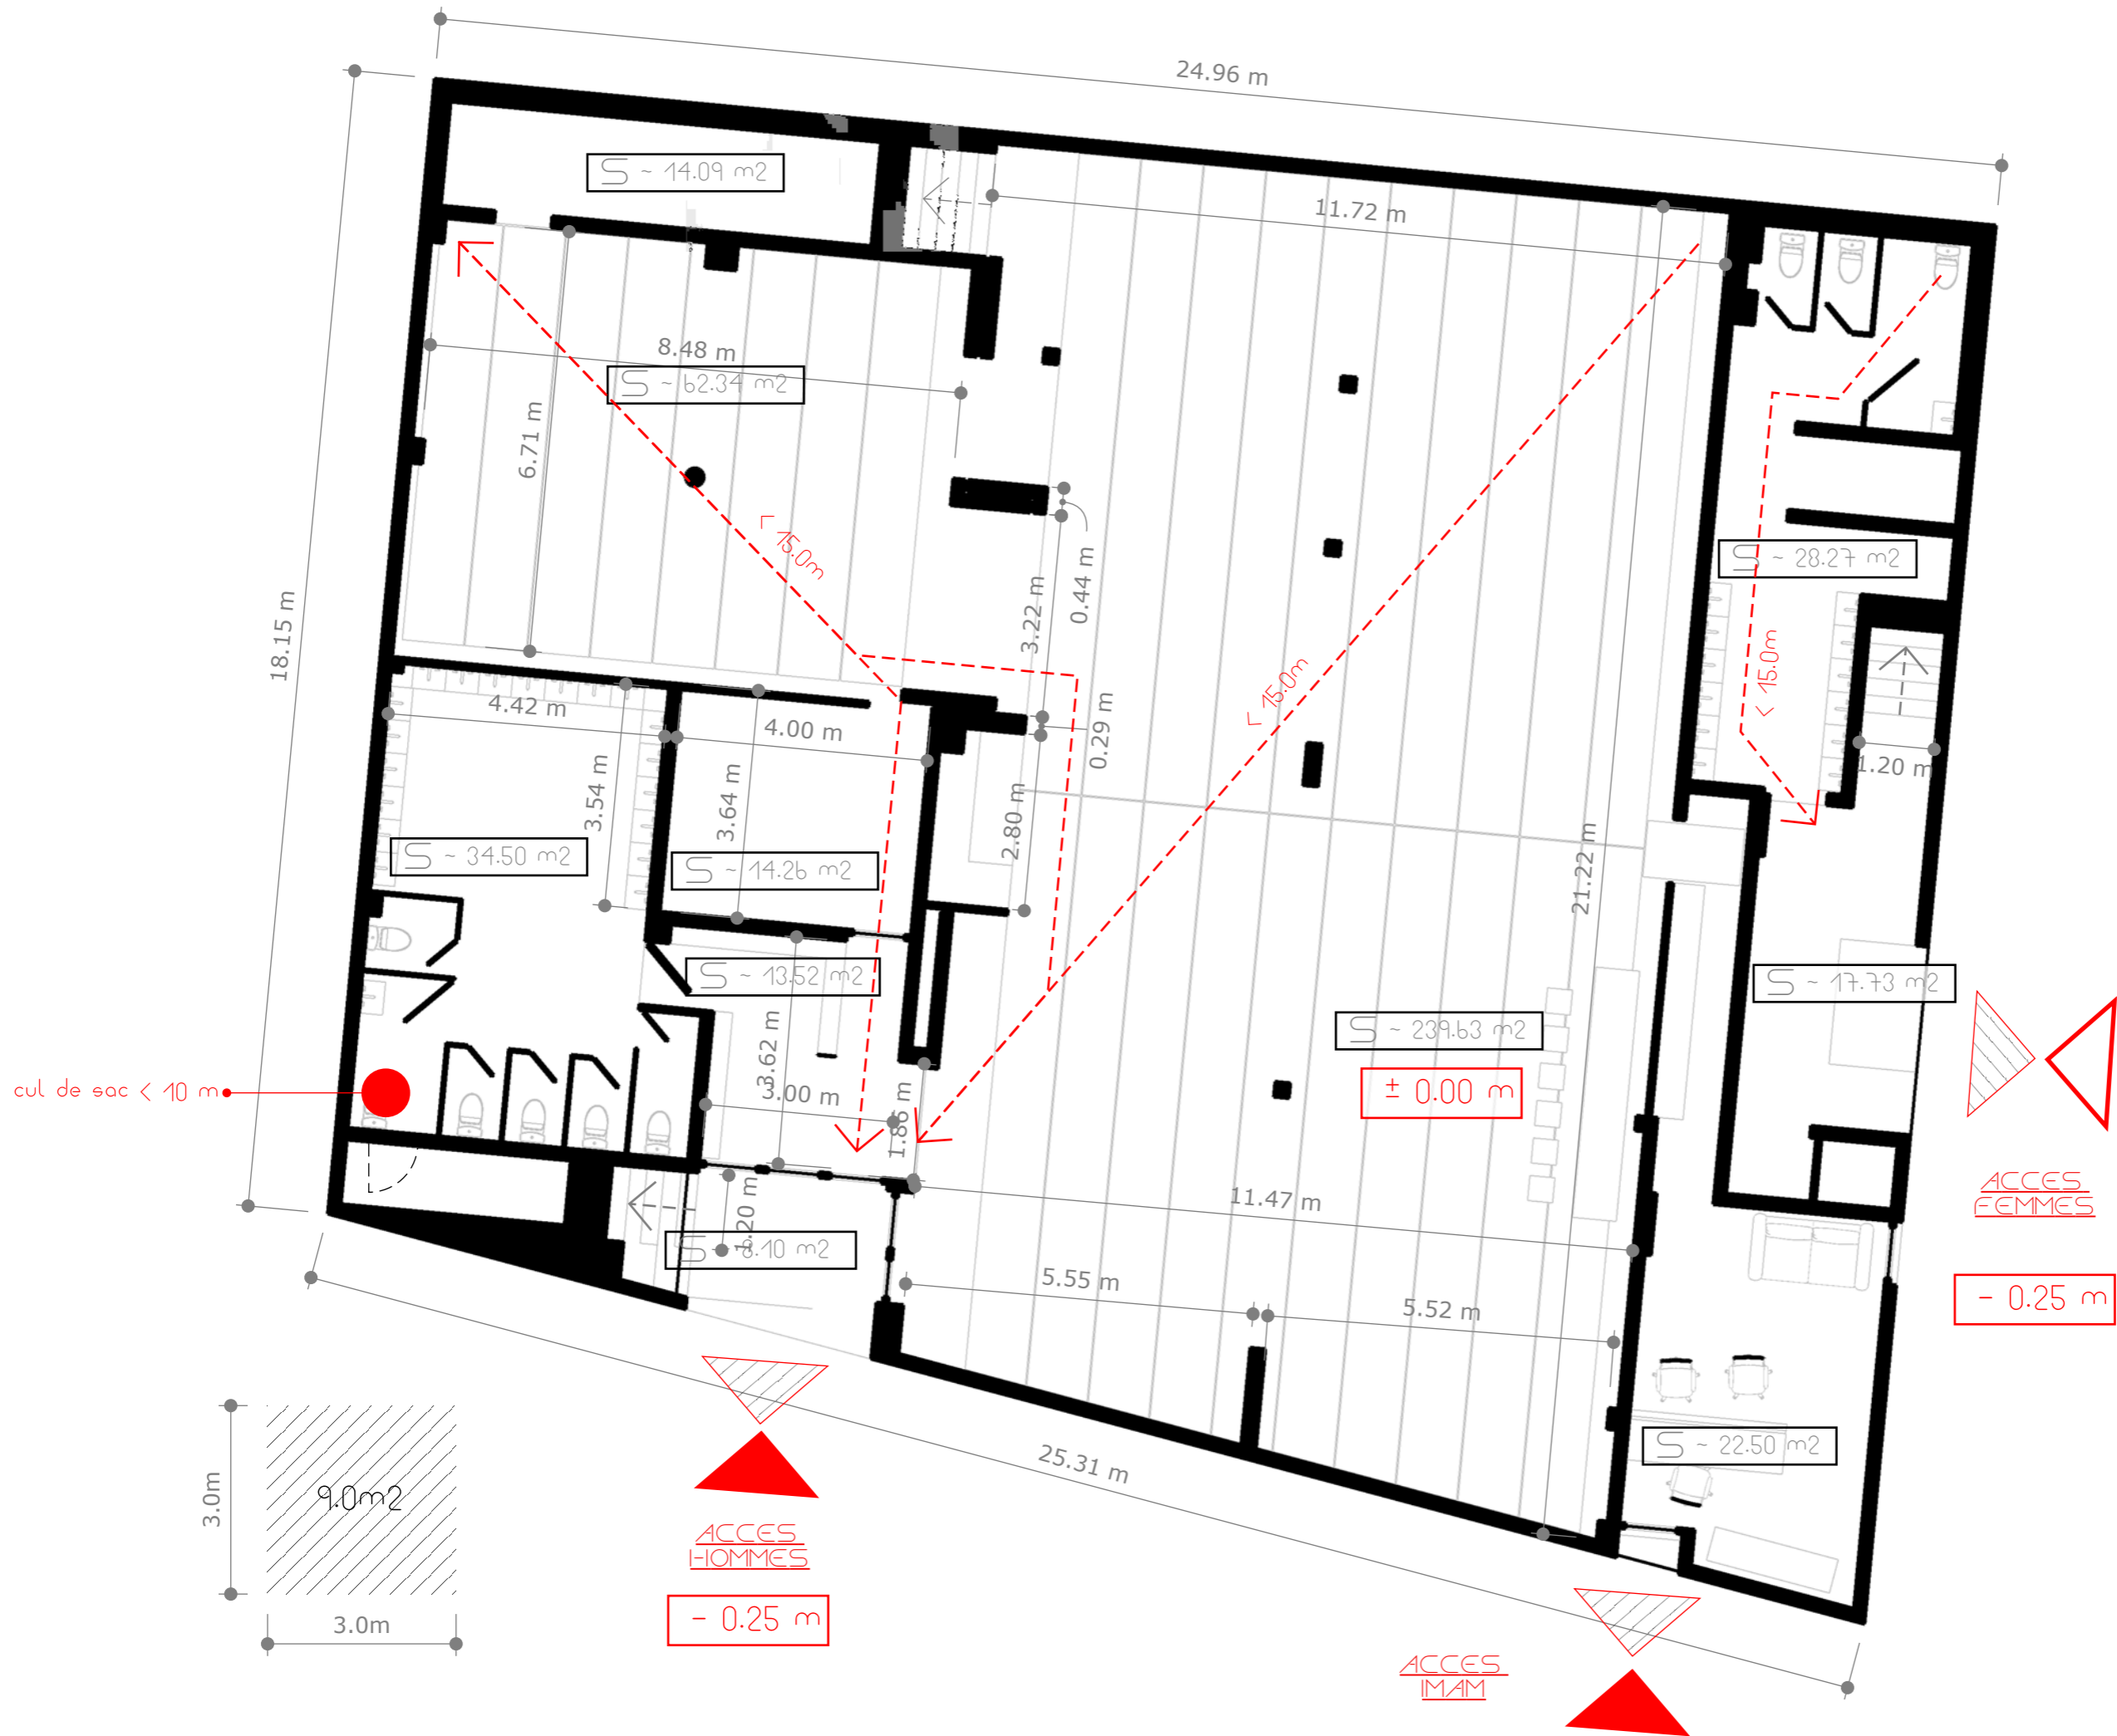 24.96 m
S ~ 14.09 m2
11.72 m
8.48 m
S ~ 62.34 m2
6.71 m
< 15.0m
18.15 m
3.22 m
0.44 m
S ~ 28.27 m2
< 15.0m
< 15.0m
4.42 m
4.00 m
0.29 m
1.20 m
3.54 m
3.64 m
2.80 m
21.22 m
S ~ 34.50 m2
S ~ 14.26 m2
S ~ 13.52 m2
S ~ 17.73 m2
S ~ 239.63 m2
± 0.00 m
cul de sac < 10 m
3.62 m
3.00 m
1.86 m
ACCES
FEMMES
- 0.25 m
11.47 m
1.20 m
S ~ 8.10 m2
5.55 m
5.52 m
S ~ 22.50 m2
25.31 m
3.0m
9.0m2
3.0m
ACCES
HOMMES
- 0.25 m
ACCES
IMAM